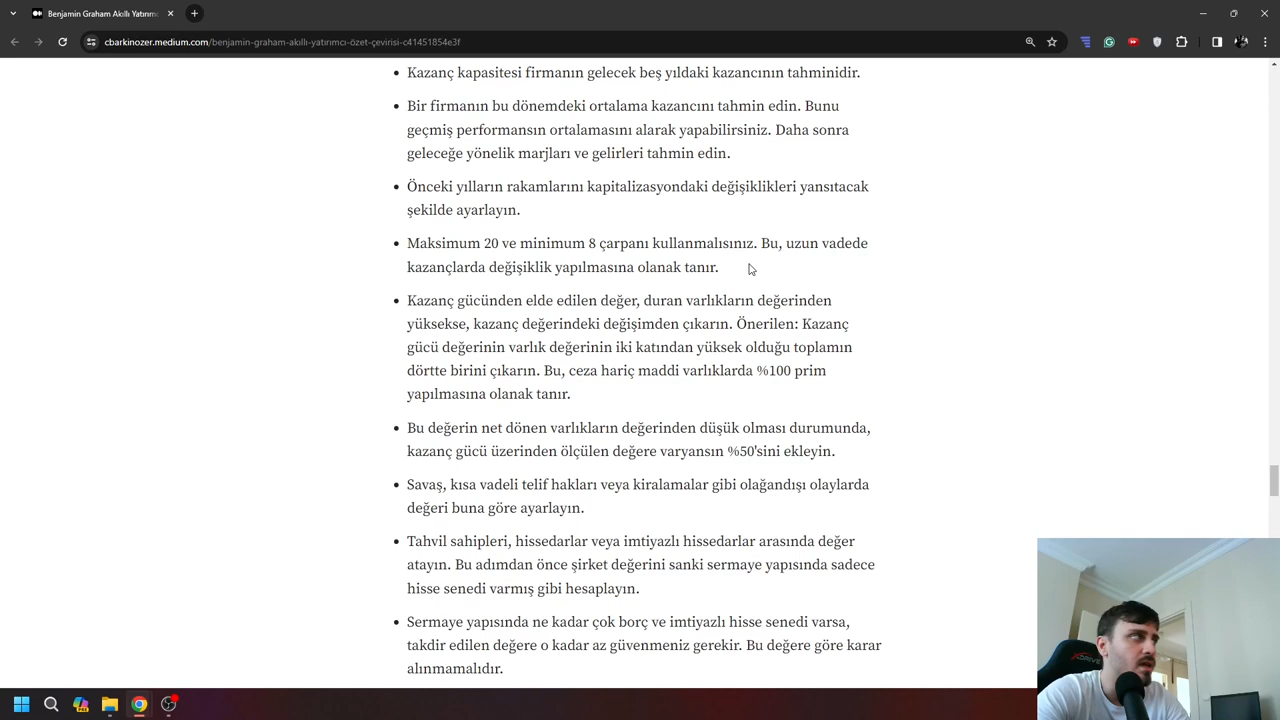 Benjamin Graham Akıllı Yatırımc
cbarkinozer.medium.com/benjamin-graham-akıllı-yatırımcı-özet-çevirisi-c41451854e3f
Kazanç kapasitesi firmanın gelecek beş yıldaki kazancının tahminidir.
Bir firmanın bu dönemdeki ortalama kazancını tahmin edin. Bunu
geçmiş performansın ortalamasını alarak yapabilirsiniz. Daha sonra
geleceğe yönelik marjları ve gelirleri tahmin edin.
Önceki yılların rakamlarını kapitalizasyondaki değişiklikleri yansıtacak
şekilde ayarlayın.
Maksimum 20 ve minimum 8 çarpanı kullanmalısınız. Bu, uzun vadede
kazançlarda değişiklik yapılmasına olanak tanır.
Kazanç gücünden elde edilen değer, duran varlıkların değerinden
yüksekse, kazanç değerindeki değişimden çıkarın. Önerilen: Kazanç
gücü değerinin varlık değerinin iki katından yüksek olduğu toplamın
dörtte birini çıkarın. Bu, ceza hariç maddi varlıklarda %100 prim
yapılmasına olanak tanır.
Bu değerin net dönen varlıkların değerinden düşük olması durumunda,
kazanç gücü üzerinden ölçülen değere varyansın %50'sini ekleyin.
Savaş, kısa vadeli telif hakları veya kiralamalar gibi olağandışı olaylarda
değeri buna göre ayarlayın.
Tahvil sahipleri, hissedarlar veya imtiyazlı hissedarlar arasında değer
atayın. Bu adımdan önce şirket değerini sanki sermaye yapısında sadece
hisse senedi varmış gibi hesaplayın.
Sermaye yapısında ne kadar çok borç ve imtiyazlı hisse senedi varsa,
takdir edilen değere o kadar az güvenmeniz gerekir. Bu değere göre karar
alınmamalıdır.